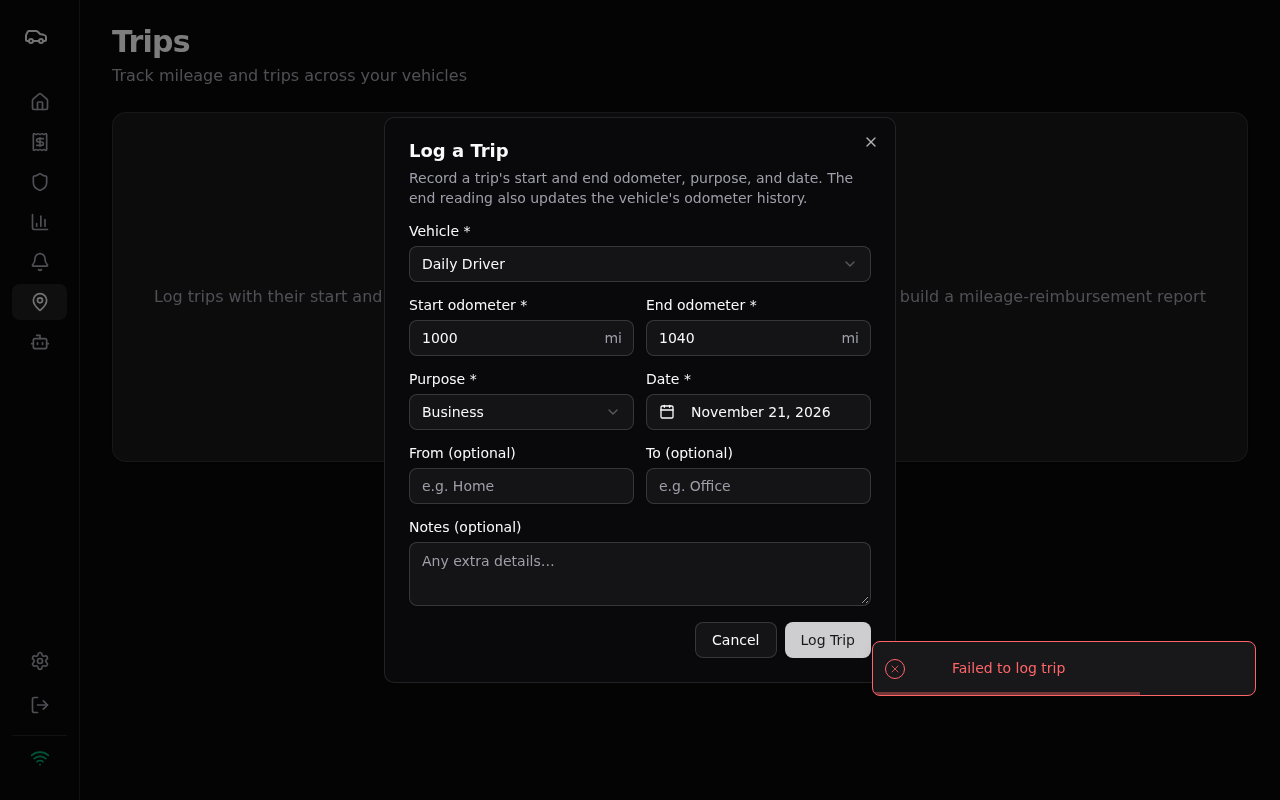 Trips
Track mileage and trips across your vehicles
Log trips with their start and
build a mileage-reimbursement report
Log a Trip
Record a trip's start and end odometer, purpose, and date. The
end reading also updates the vehicle's odometer history.
Vehicle *
Daily Driver
Start odometer *
End odometer *
1000 mi
1040 mi
Purpose *
Date *
Business
November 21, 2026
From (optional)
To (optional)
e.g. Home
e.g. Office
Notes (optional)
Any extra details...
Cancel
Log Trip
Failed to log trip